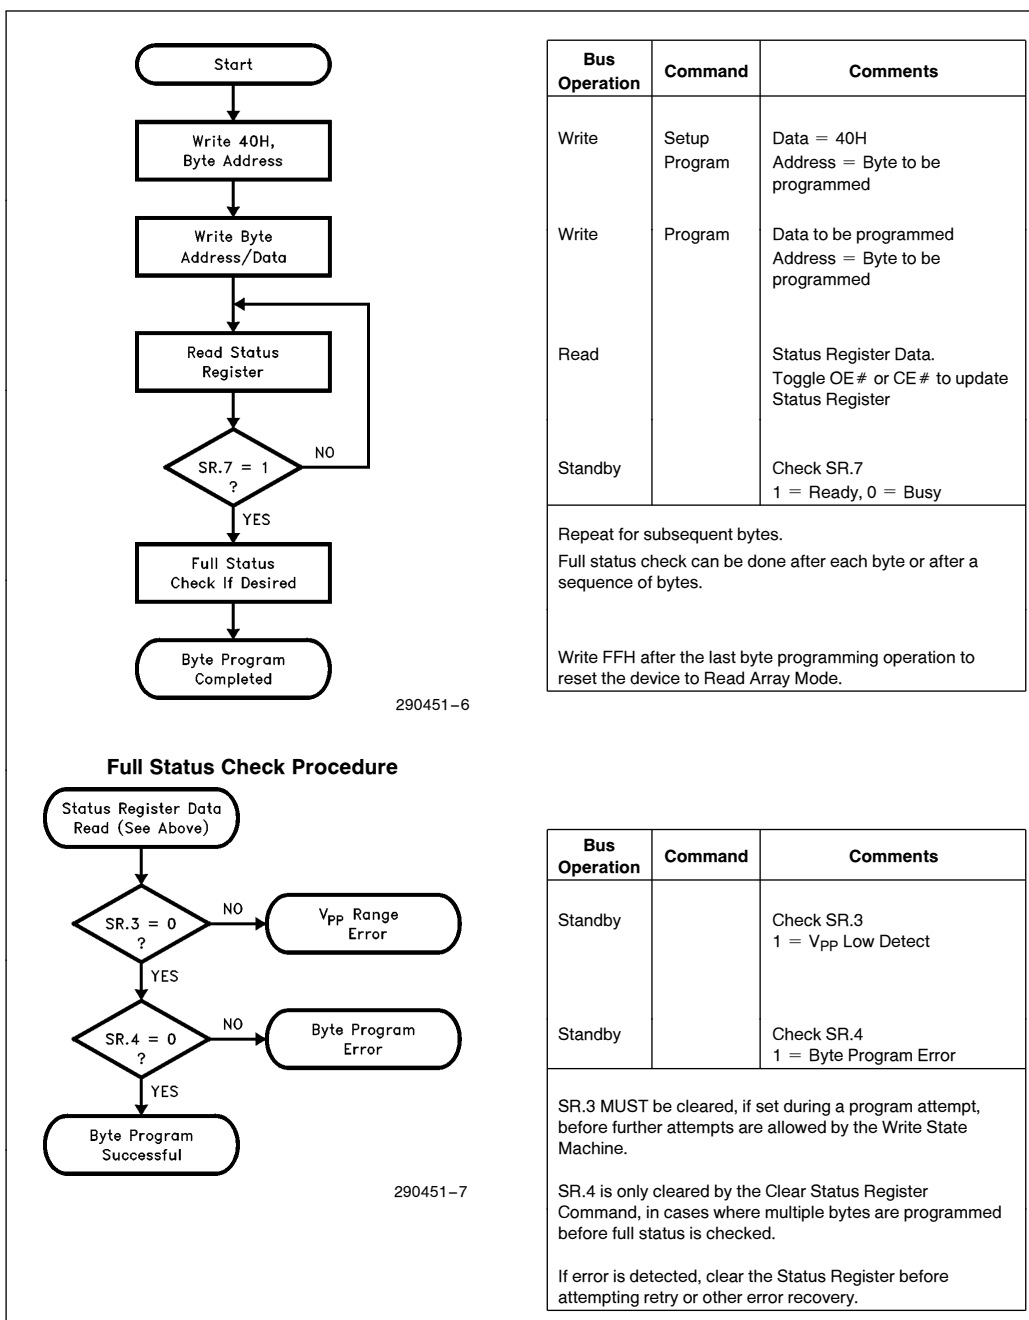 Start
Write 40H,
Byte Address
Write Byte
Address/Data
Read Status
Register
SR.7 = 1
?
NO
YES
Full Status
Check If Desired
Byte Program
Completed
290451–6
Bus
Operation
Command
Comments
Write
Setup
Program
Data = 40H
Address = Byte to be
programmed
Write
Program
Data to be programmed
Address = Byte to be
programmed
Read
Status Register Data.
Toggle OE# or CE# to update
Status Register
Standby
Check SR.7
1 = Ready, 0 = Busy
Repeat for subsequent bytes.
Full status check can be done after each byte or after a
sequence of bytes.
Write FFH after the last byte programming operation to
reset the device to Read Array Mode.
Full Status Check Procedure
Status Register Data
Read (See Above)
SR.3 = 0
?
NO
VPP Range
Error
YES
SR.4 = 0
?
NO
Byte Program
Error
YES
Byte Program
Successful
290451–7
Bus
Operation
Command
Comments
Standby
Check SR.3
1 = VPP Low Detect
Standby
Check SR.4
1 = Byte Program Error
SR.3 MUST be cleared, if set during a program attempt,
before further attempts are allowed by the Write State
Machine.
SR.4 is only cleared by the Clear Status Register
Command, in cases where multiple bytes are programmed
before full status is checked.
If error is detected, clear the Status Register before
attempting retry or other error recovery.